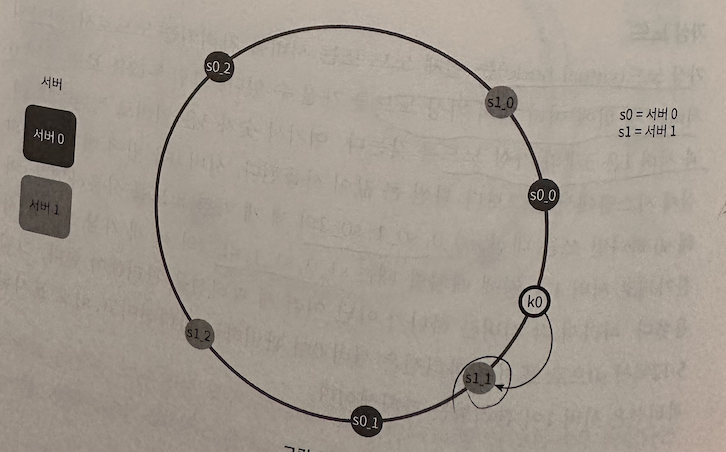 서버
서버 0
서버 1
s0_2
s1_0
s0 = 서버 0
s1 = 서버 1
s0_0
k0
s1_2
s1_1
s0_1